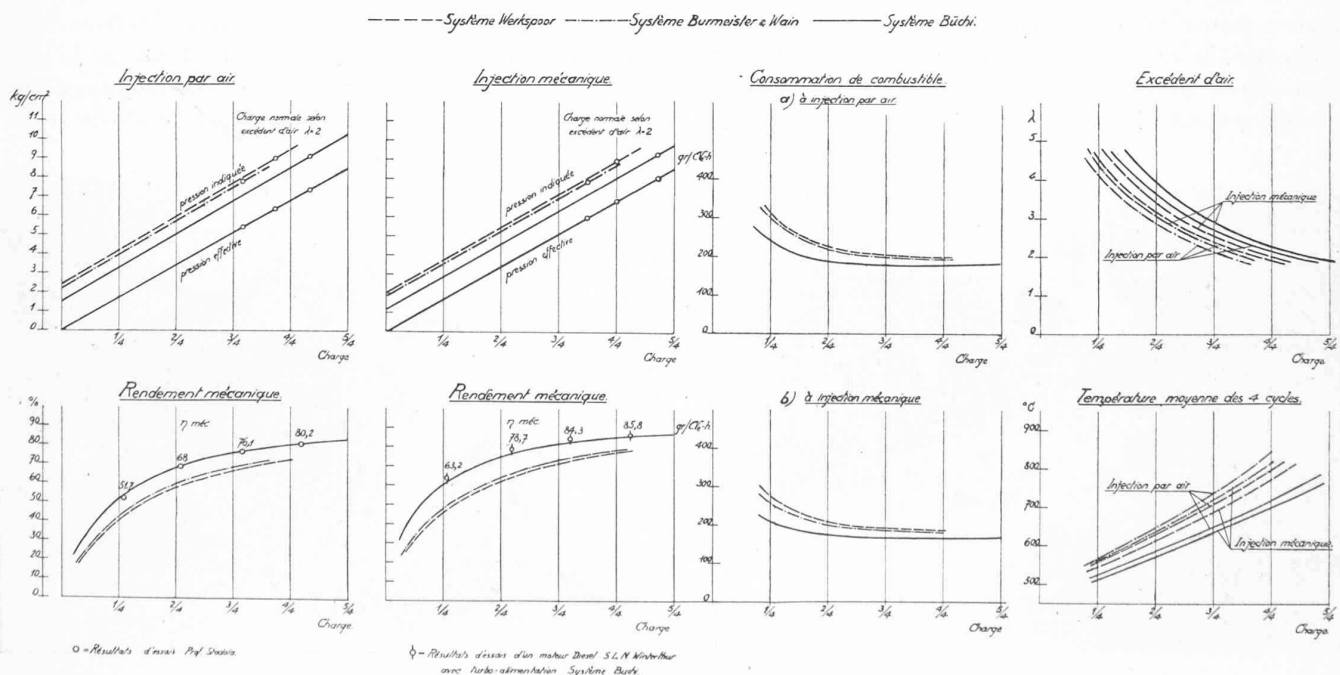 Système Werkspoor
Système Burmeister & Wain
Système Büchi.
Injection par air.
kg/cm²
11
10
9
8
7
6
5
4
3
2
1
0
Charge normale selon
excédent d'air λ=2
pression indiquée
pression effective
1/4 2/4 3/4 4/4 5/4
Charge
Injection mécanique.
Charge normale selon
excédent d'air λ=2
pression indiquée
pression effective
1/4 2/4 3/4 4/4 5/4
Charge
Consommation de combustible.
a) à injection par air
400
300
200
100
0
1/4 2/4 3/4 4/4 5/4
Charge
Excédent d'air.
λ
5
4
3
2
1
0
Injection mécanique
Injection par air
1/4 2/4 3/4 4/4 5/4
Charge
Rendement mécanique.
%
90
80
70
60
50
40
30
20
10
0
η méc
51,7
68
76,1
80,2
1/4 2/4 3/4 4/4 5/4
Charge
Rendement mécanique.
η méc.
63,2
78,7
84,3
85,8
1/4 2/4 3/4 4/4 5/4
Charge
b) à injection mécanique
400
300
200
100
0
1/4 2/4 3/4 4/4 5/4
Charge
Température moyenne des 4 cycles.
°C
900
800
700
600
500
Injection par air
Injection mécanique.
1/4 2/4 3/4 4/4 5/4
Charge
o = Résultats d'essais Prof. Stodola.
= Résultats d'essais d'un moteur Diesel S.L.M. Winterthur
avec turbo-alimentation Système Büchi.